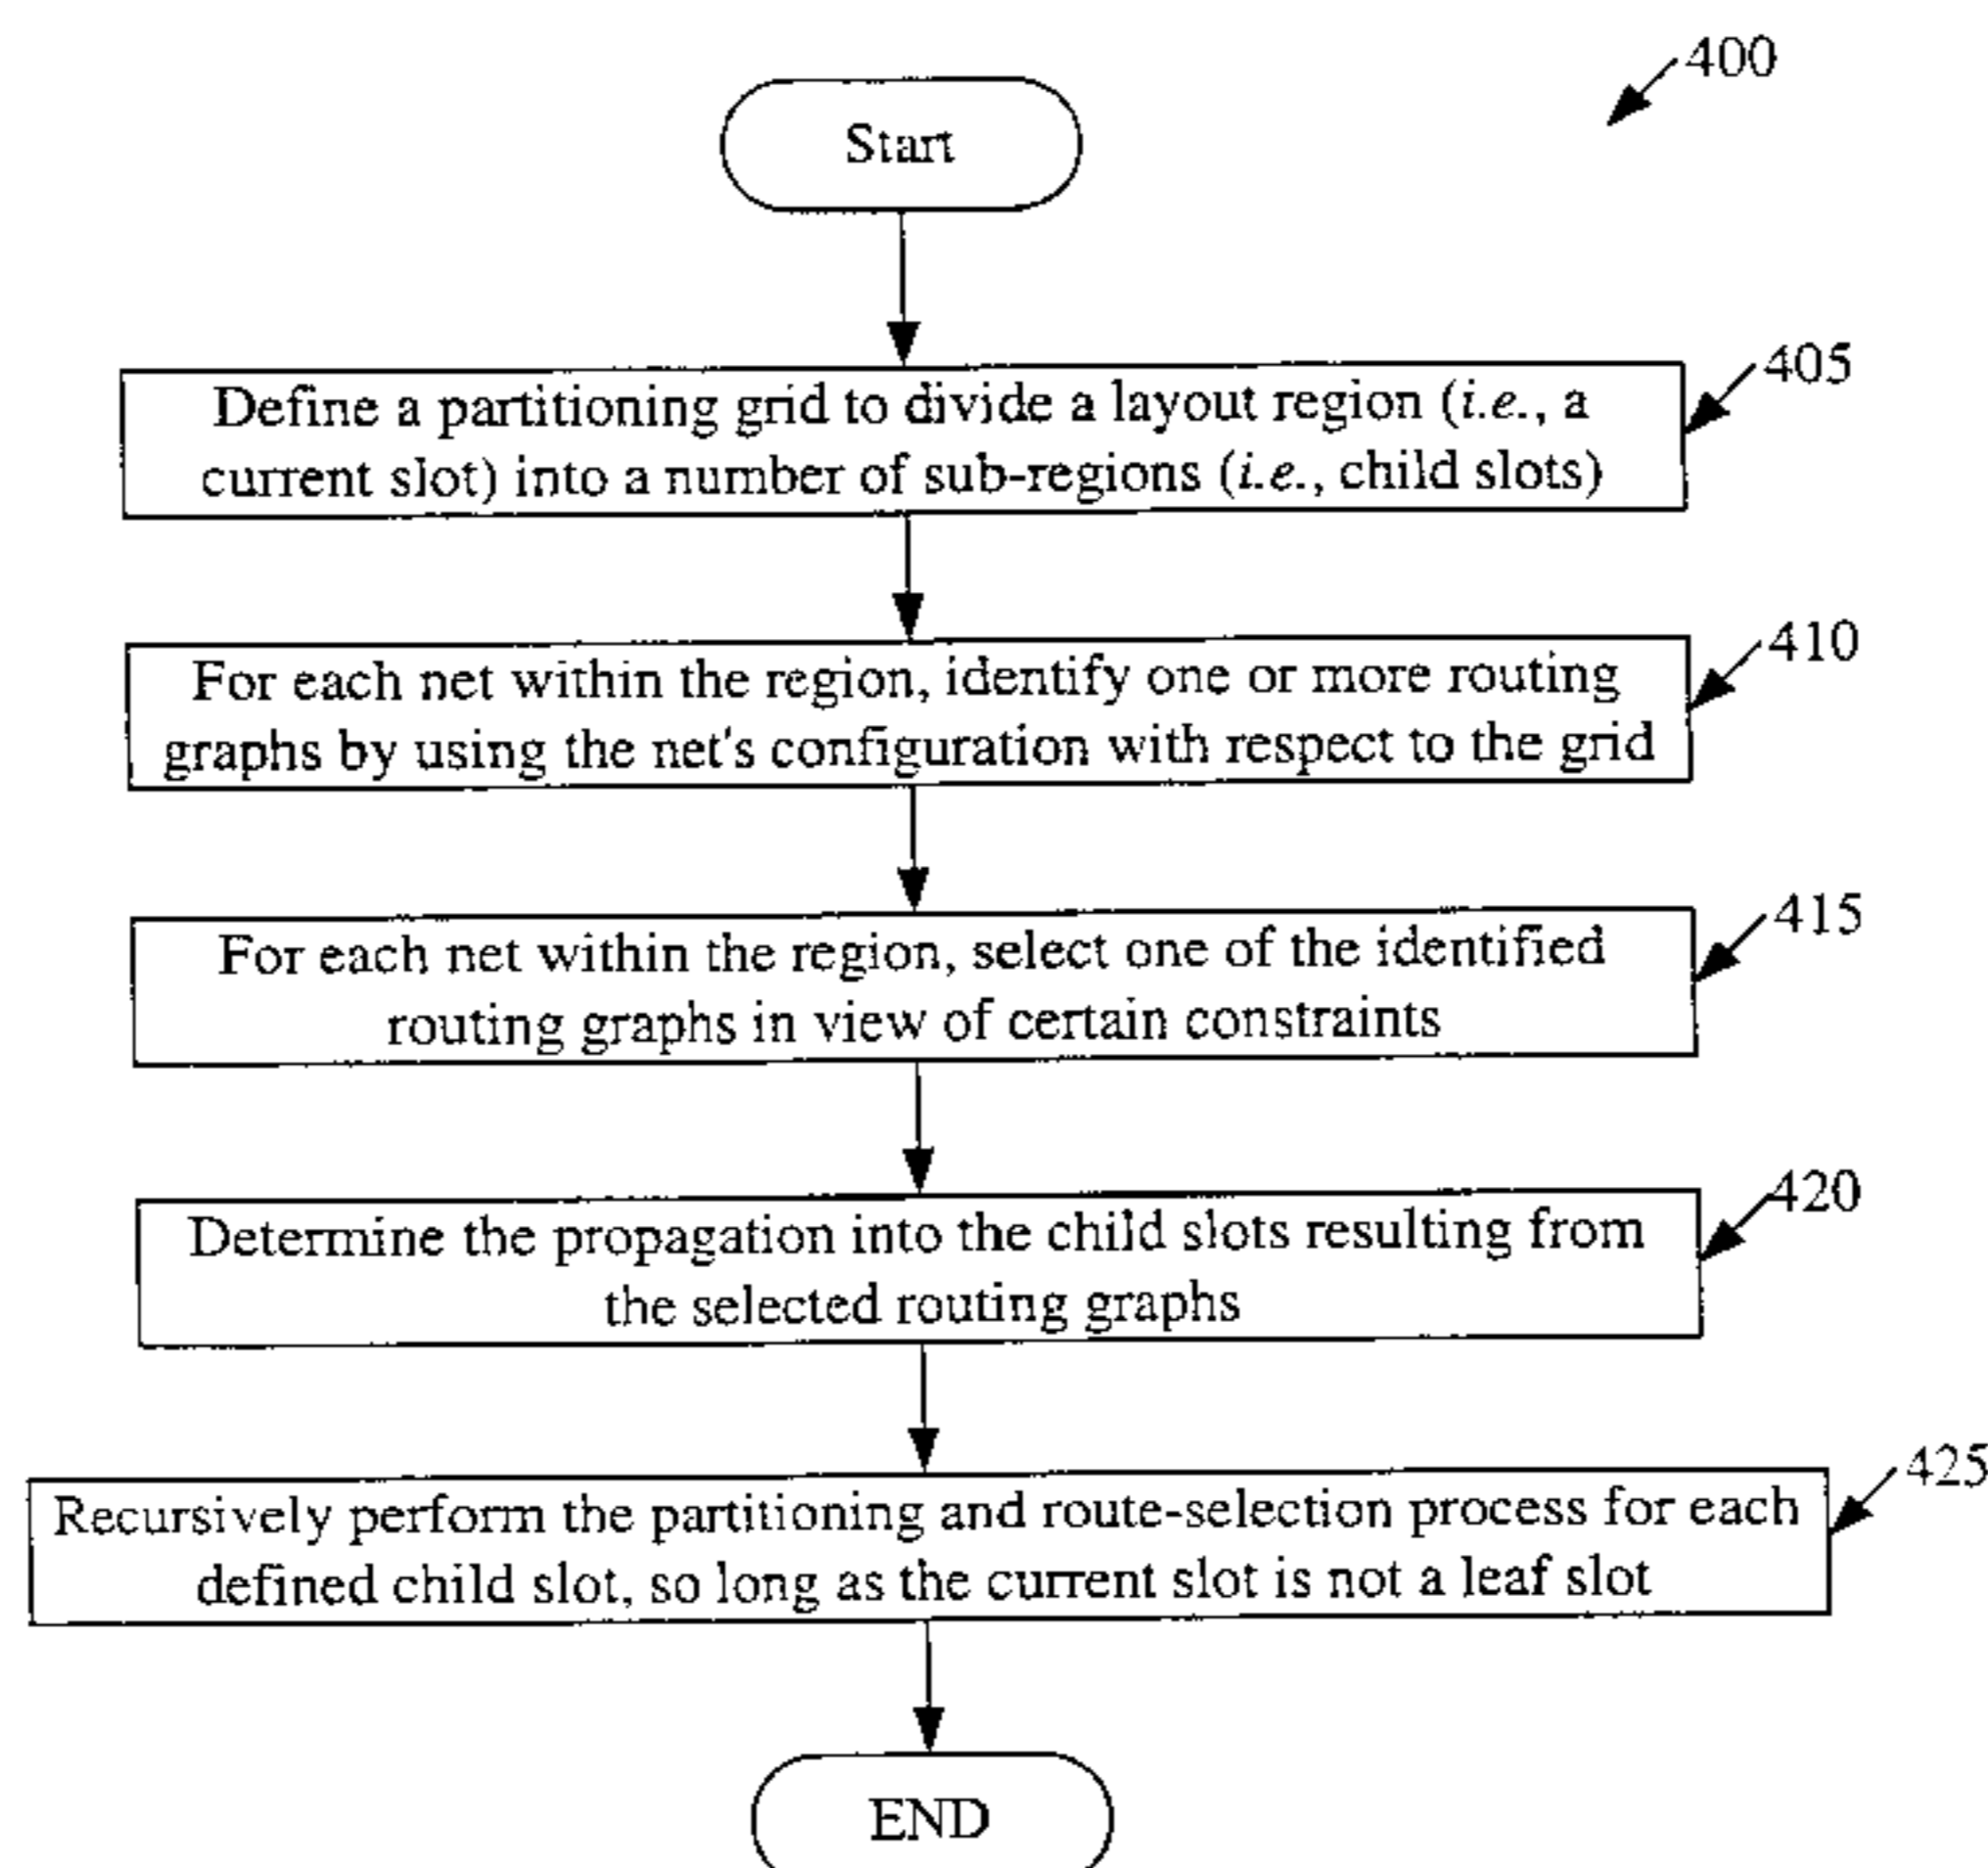 400
Start
405
Define a partitioning grid to divide a layout region (i.e., a
current slot) into a number of sub-regions (i.e., child slots)
410
For each net within the region, identify one or more routing
graphs by using the net's configuration with respect to the grid
415
For each net within the region, select one of the identified
routing graphs in view of certain constraints
420
Determine the propagation into the child slots resulting from
the selected routing graphs
425
Recursively perform the partitioning and route-selection process for each
defined child slot, so long as the current slot is not a leaf slot
END